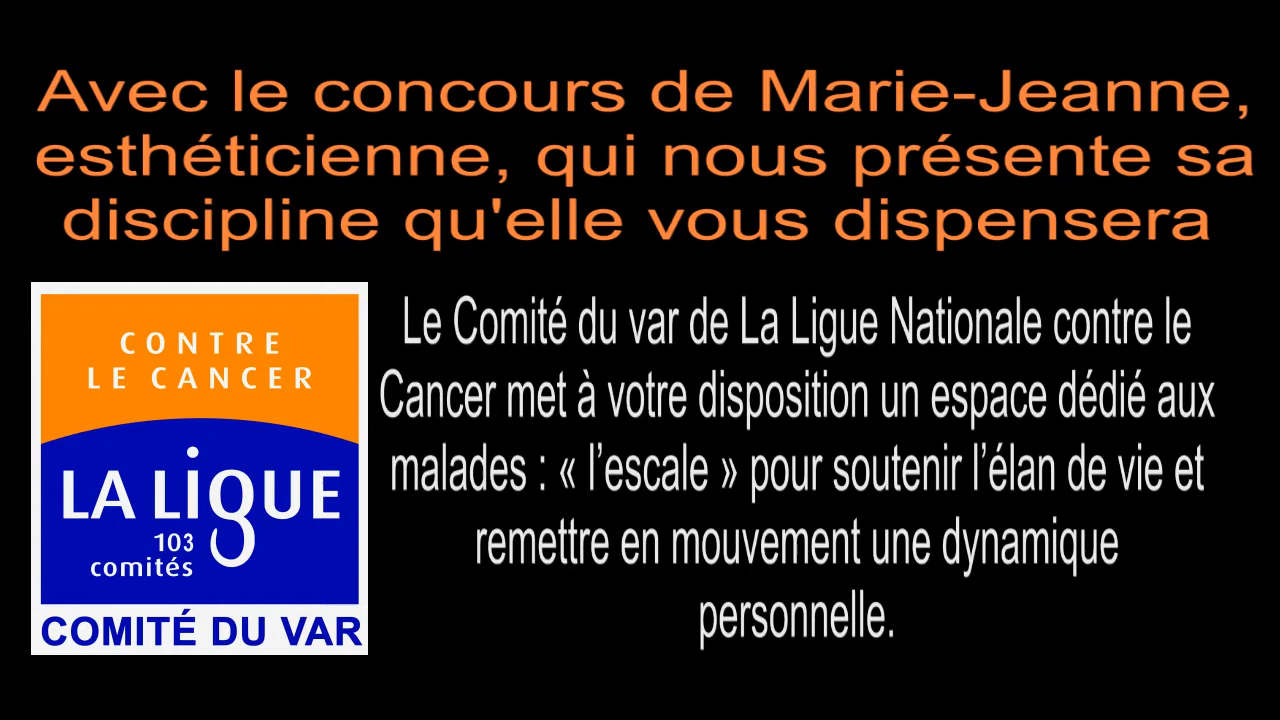 Avec le concours de Marie-Jeanne,
esthéticienne, qui nous présente sa
discipline qu'elle vous dispensera
CONTRE
LE CANCER
LA LiGUE
103
comités
COMITÉ DU VAR
Le Comité du var de La Ligue Nationale contre le
Cancer met à votre disposition un espace dédié aux
malades : « l’escale » pour soutenir l’élan de vie et
remettre en mouvement une dynamique
personnelle.